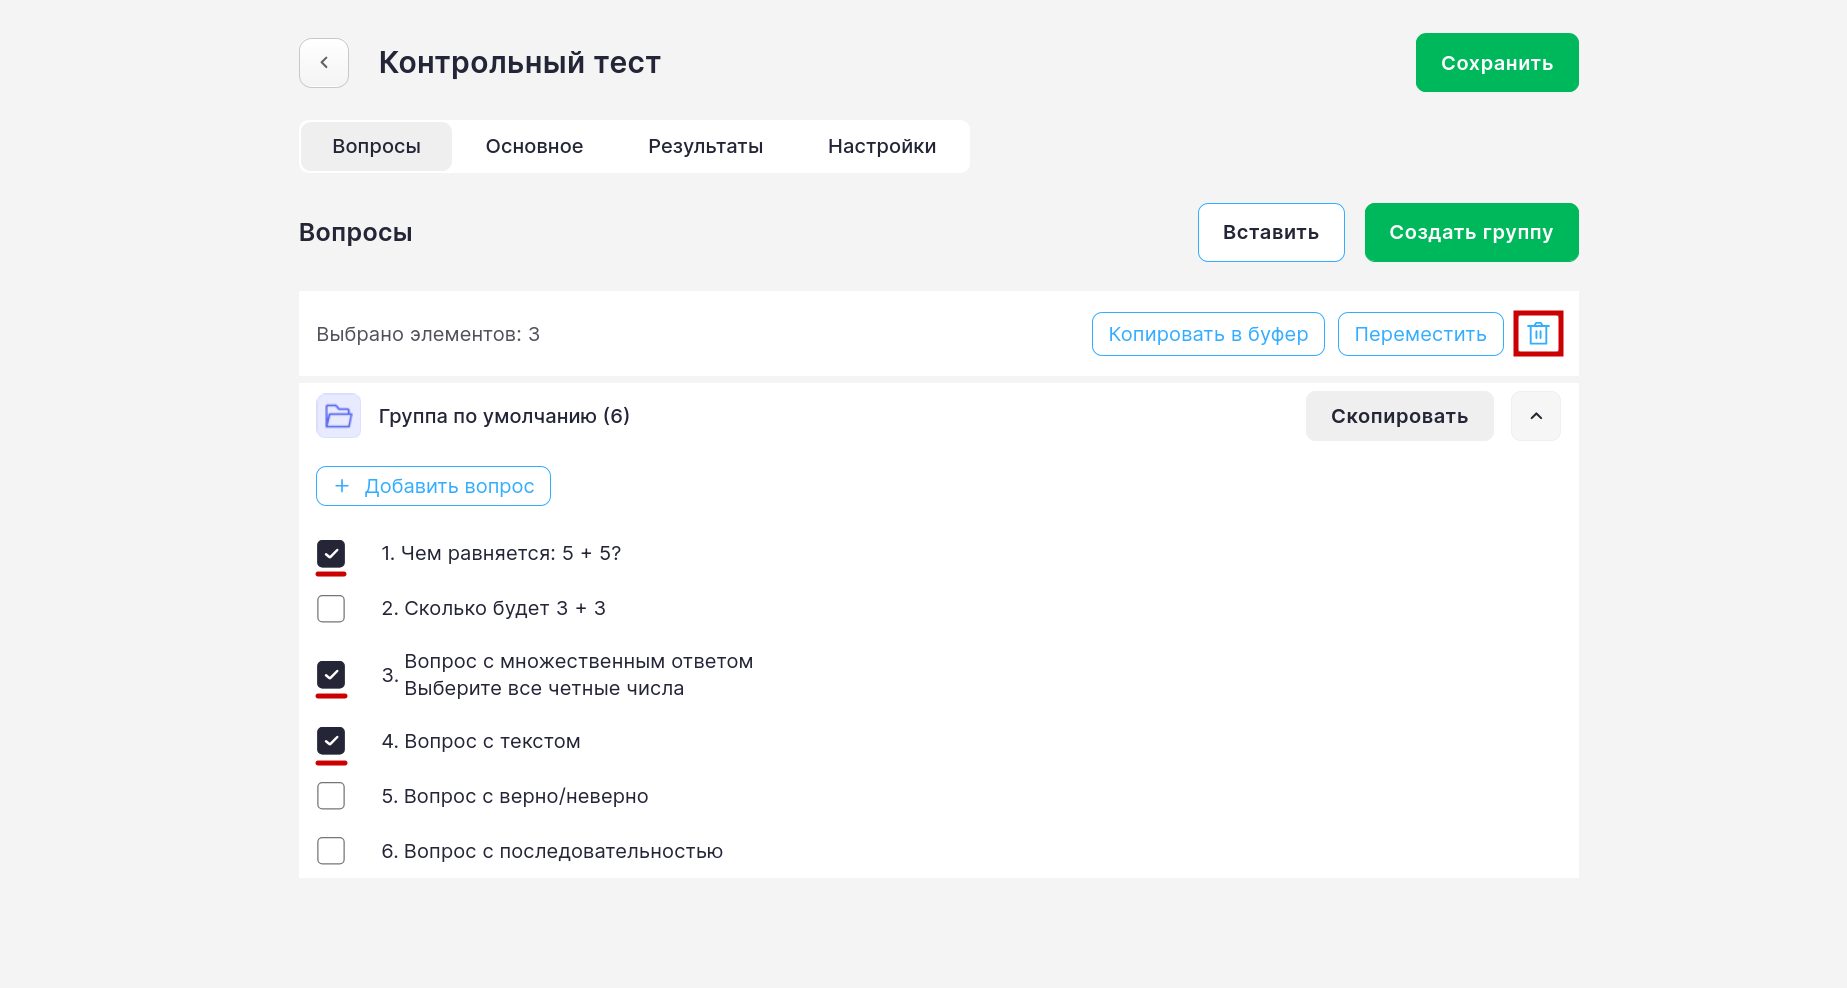 Контрольный тест
Сохранить
Вопросы
Основное
Результаты
Настройки
Вопросы
Вставить
Создать группу
Выбрано элементов: 3
Копировать в буфер
Переместить
Группа по умолчанию (6)
Скопировать
+ Добавить вопрос
1. Чем равняется: 5 + 5?
2. Сколько будет 3 + 3
3. Вопрос с множественным ответом
Выберите все четные числа
4. Вопрос с текстом
5. Вопрос с верно/неверно
6. Вопрос с последовательностью